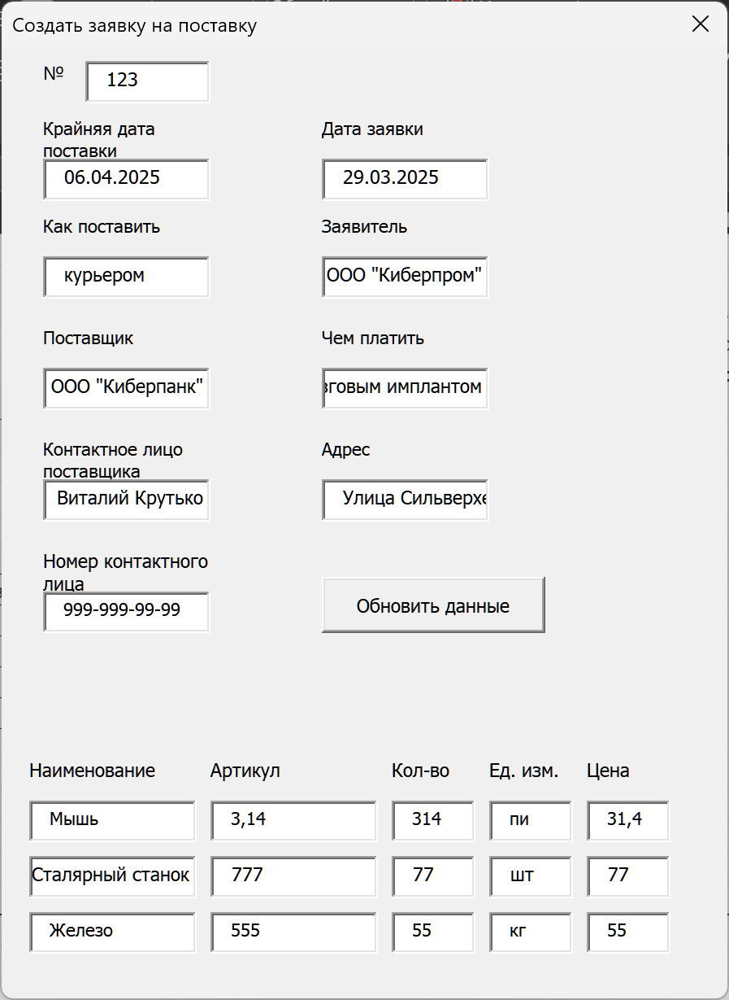 Создать заявку на поставку
№ 123
Крайняя дата
поставки
Дата заявки
06.04.2025
29.03.2025
Как поставить
Заявитель
курьером
ООО "Киберпром"
Поставщик
Чем платить
ООО "Киберпанк"
имплантом
Контактное лицо
поставщика
Адрес
Виталий Крутько
Улица
Номер контактного
лица
999-999-99-99
Обновить данные
Наименование Артикул Кол-во Ед. изм. Цена
Мышь 3,14 314 пи 31,4
Сталярный станок 777 77 шт 77
Железо 555 55 кг 55